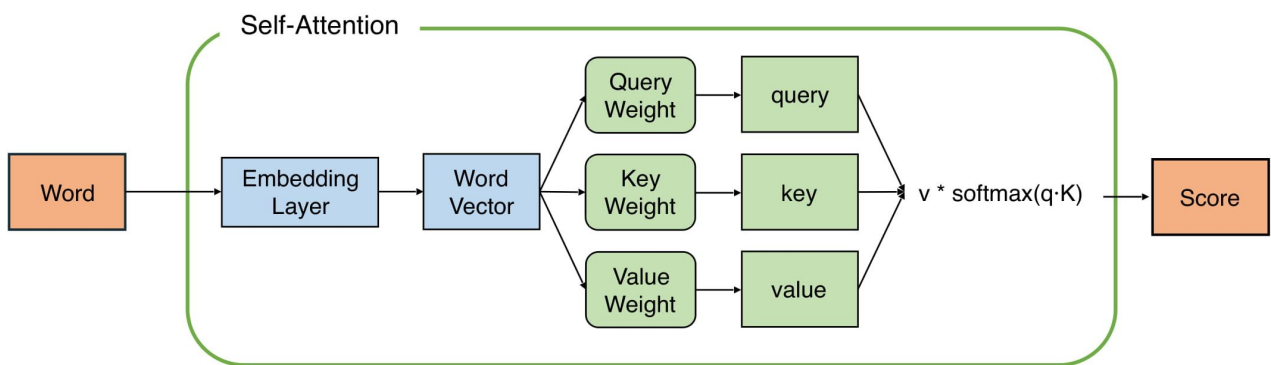 Self-Attention
Word
Embedding
Layer
Word
Vector
Query
Weight
query
Key
Weight
key
Value
Weight
value
v * softmax(q·K)
Score